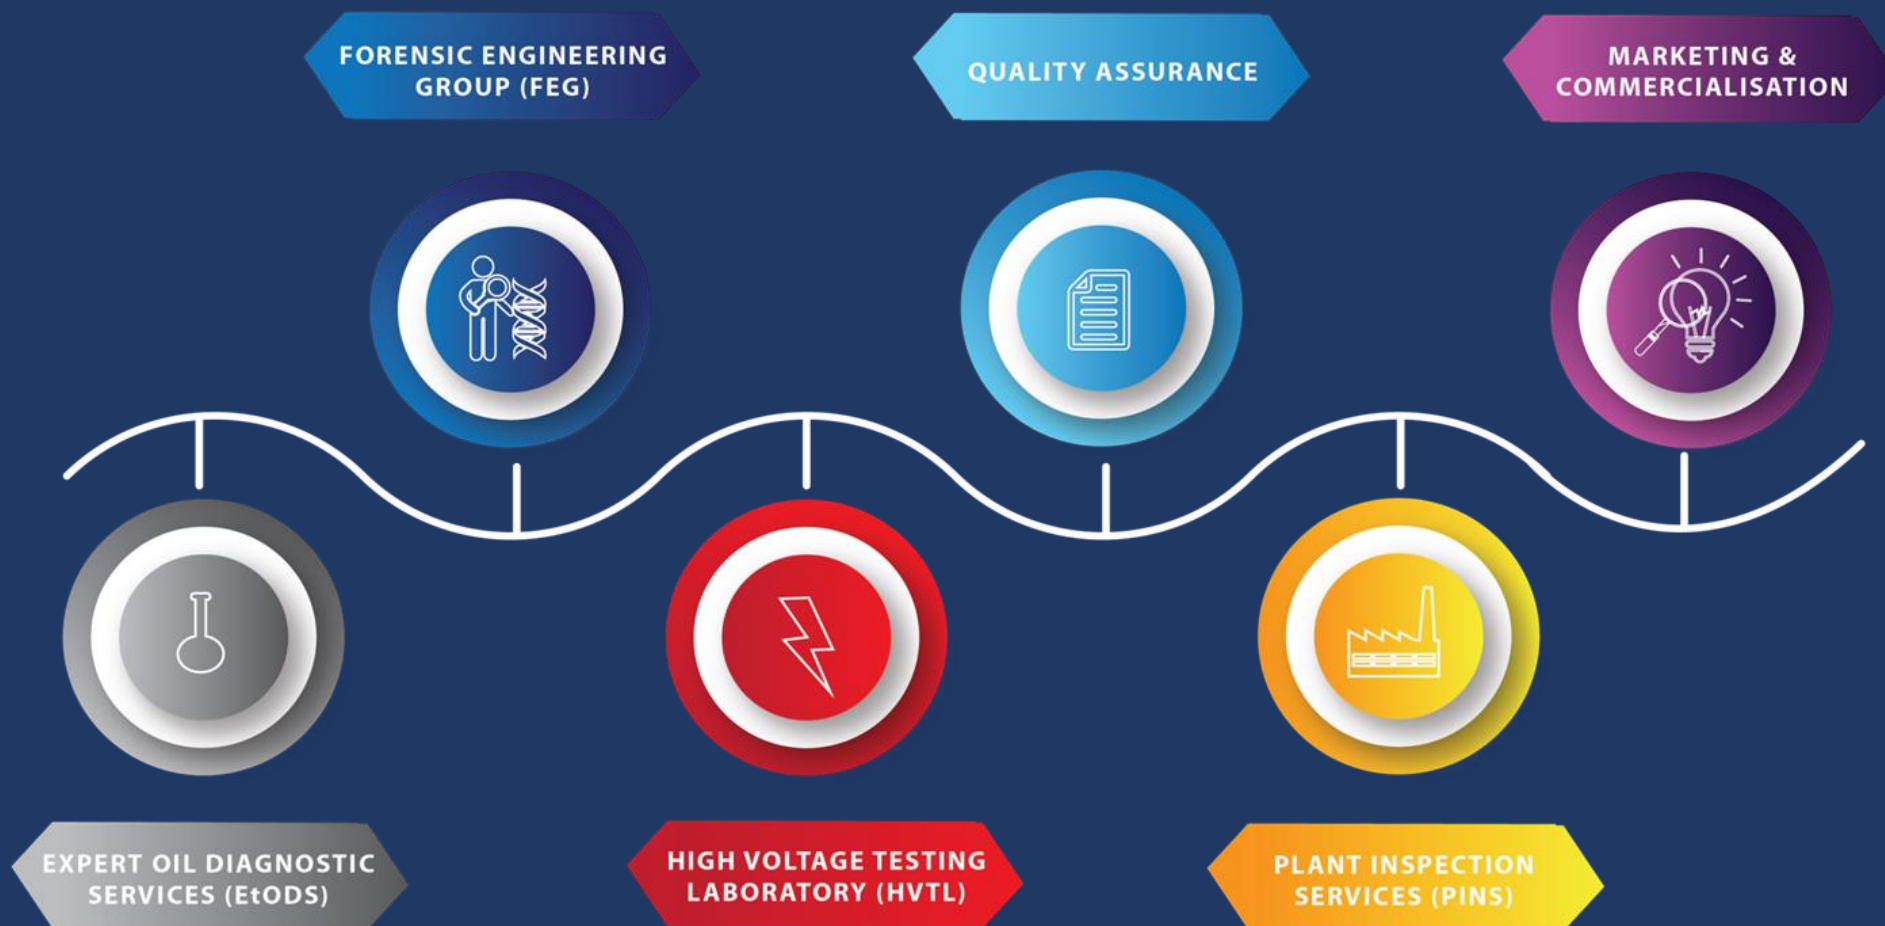 FORENSIC ENGINEERING
GROUP (FEG)
QUALITY ASSURANCE
MARKETING &
COMMERCIALISATION
EXPERT OIL DIAGNOSTIC
SERVICES (EtODS)
HIGH VOLTAGE TESTING
LABORATORY (HVTL)
PLANT INSPECTION
SERVICES (PINS)